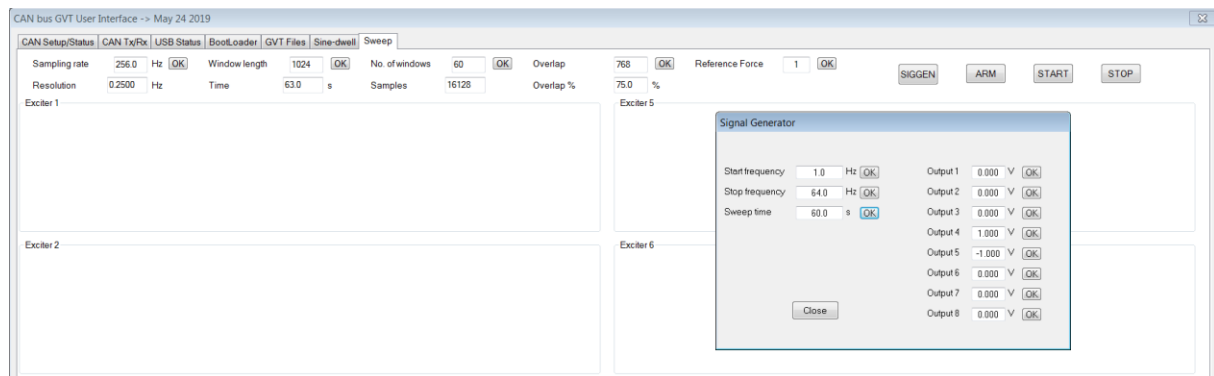 CAN bus GVT User Interface -> May 24 2019
CAN Setup/Status CAN Tx/Rx USB Status BootLoader GVT Files Sine-dwell Sweep
Sampling rate 256.0 Hz OK Window length 1024 OK No. of windows 60 OK Overlap 768 OK Reference Force 1 OK SIGGEN ARM START STOP
Resolution 0.2500 Hz Time 63.0 s Samples 16128 Overlap % 75.0 %
Exciter 1
Exciter 5
Signal Generator
Start frequency 1.0 Hz OK Output 1 0.000 V OK
Stop frequency 64.0 Hz OK Output 2 0.000 V OK
Sweep time 60.0 s OK Output 3 0.000 V OK
Output 4 1.000 V OK
Output 5 -1.000 V OK
Output 6 0.000 V OK
Output 7 0.000 V OK
Close Output 8 0.000 V OK
Exciter 2
Exciter 6